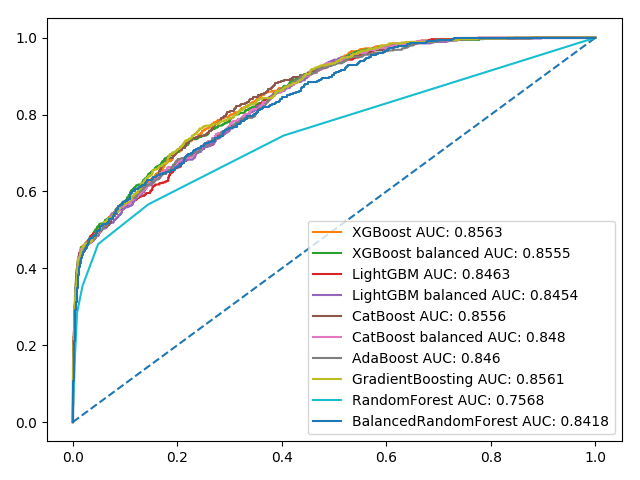 1.0
0.8
0.6
0.4
0.2
0.0
XGBoost AUC: 0.8563
XGBoost balanced AUC: 0.8555
LightGBM AUC: 0.8463
LightGBM balanced AUC: 0.8454
CatBoost AUC: 0.8556
CatBoost balanced AUC: 0.848
AdaBoost AUC: 0.846
GradientBoosting AUC: 0.8561
RandomForest AUC: 0.7568
BalancedRandomForest AUC: 0.8418
0.0 0.2 0.4 0.6 0.8 1.0